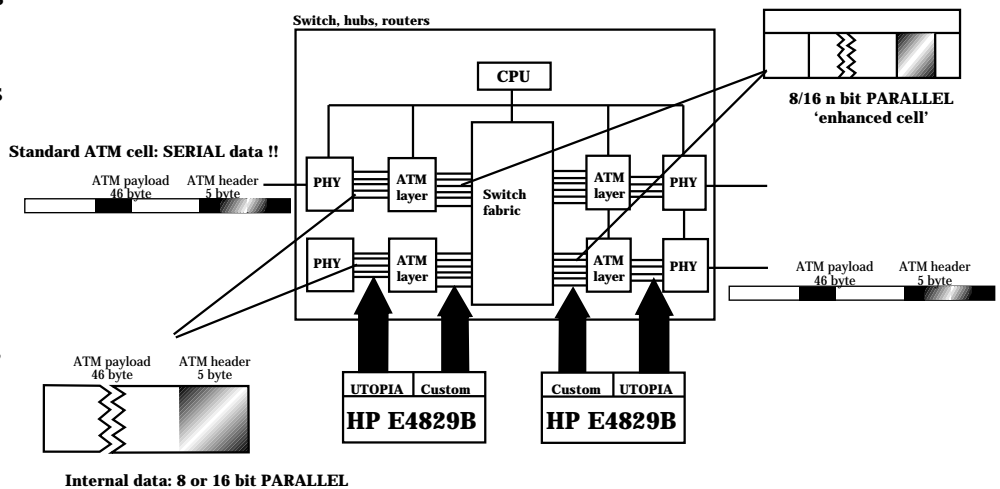 Switch, hubs, routers
CPU
8/16 n bit PARALLEL
'enhanced cell'
Standard ATM cell: SERIAL data !!
ATM payload
46 byte
ATM header
5 byte
PHY
ATM
layer
Switch
fabric
ATM
layer
PHY
PHY
ATM
layer
ATM
layer
PHY
ATM payload
46 byte
ATM header
5 byte
ATM payload
46 byte
ATM header
5 byte
UTOPIA
Custom
HP E4829B
Custom
UTOPIA
HP E4829B
Internal data: 8 or 16 bit PARALLEL